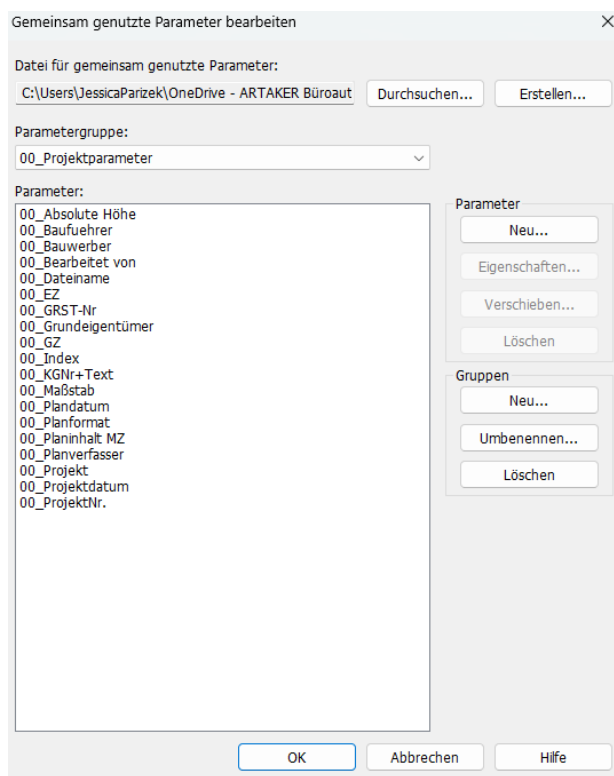 Gemeinsam genutzte Parameter bearbeiten
Datei für gemeinsam genutzte Parameter:
C:\Users\JessicaParizek\OneDrive - ARTAKER Büroaut
Durchsuchen...
Erstellen...
Parametergruppe:
00_Projektparameter
Parameter:
00_Absolute Höhe
00_Baufuehrer
00_Bauwerber
00_Bearbeitet von
00_Dateiname
00_EZ
00_GRST-Nr
00_Grundeigentümer
00_GZ
00_Index
00_KGNr+Text
00_Maßstab
00_Plandatum
00_Planformat
00_Planinhalt MZ
00_Planverfasser
00_Projekt
00_Projektdatum
00_ProjektNr.
Parameter
Neu...
Eigenschaften...
Verschieben...
Löschen
Gruppen
Neu...
Umbenennen...
Löschen
OK
Abbrechen
Hilfe